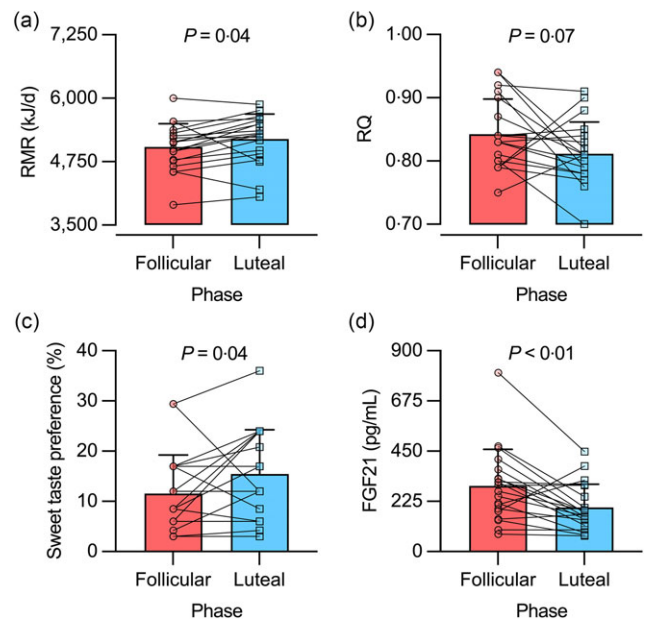 (a)
P = 0·04
RMR (kJ/d)
7,250
6,000
4,750
3,500
Follicular Luteal
Phase
(b)
P = 0·07
RQ
1·00
0·90
0·80
0·70
Follicular Luteal
Phase
(c)
P = 0·04
Sweet taste preference (%)
40
30
20
10
0
Follicular Luteal
Phase
(d)
P < 0·01
FGF21 (pg/mL)
900
675
450
225
0
Follicular Luteal
Phase